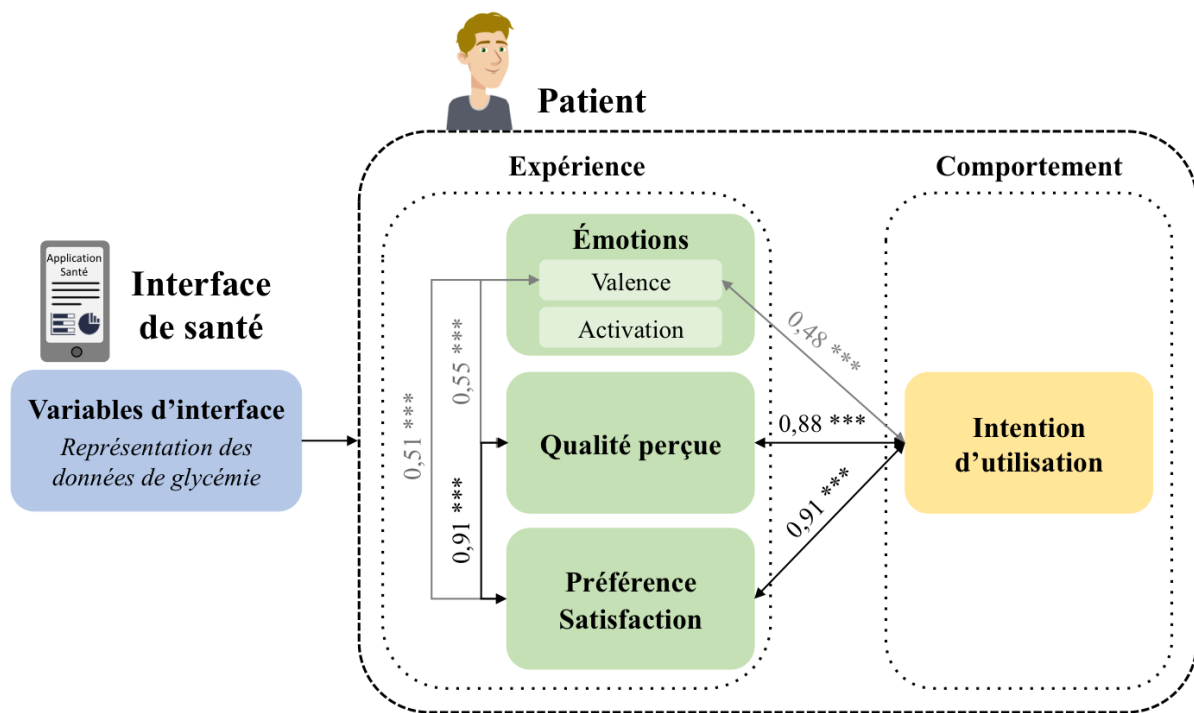 Patient
Expérience
Comportement
Application
Santé
Interface
de santé
Variables d'interface
Représentation des
données de glycémie
Émotions
Valence
Activation
0,51 ***
0,55 ***
0,91 ***
Qualité perçue
Préférence
Satisfaction
0,48 ***
0,88 ***
0,91 ***
Intention
d'utilisation